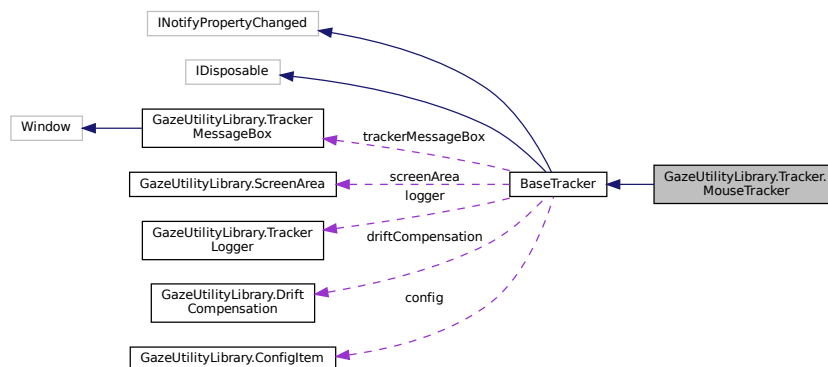 INotifyPropertyChanged
IDisposable
Window
GazeUtilityLibrary.Tracker
MessageBox
trackerMessageBox
GazeUtilityLibrary.ScreenArea
screenArea
BaseTracker
GazeUtilityLibrary.Tracker.
MouseTracker
logger
GazeUtilityLibrary.Tracker
Logger
driftCompensation
GazeUtilityLibrary.Drift
Compensation
config
GazeUtilityLibrary.ConfigItem